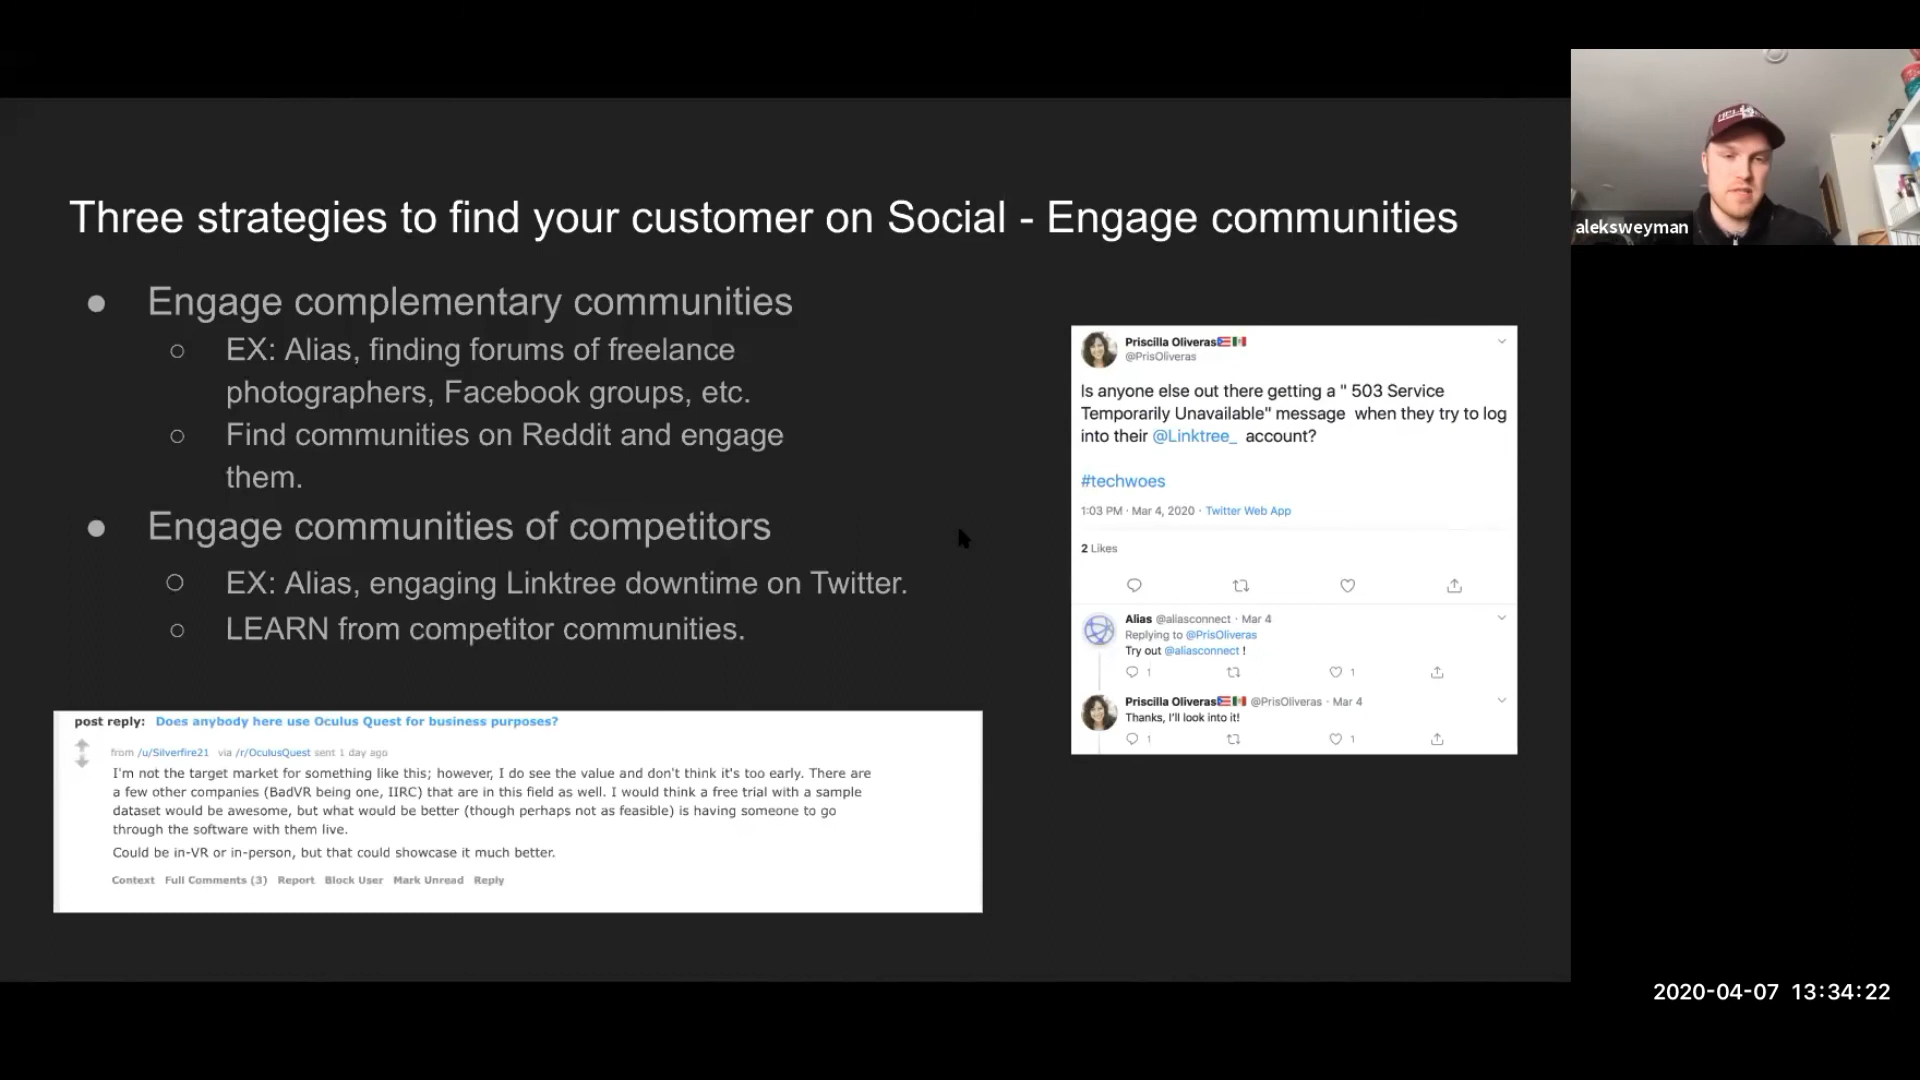 Three strategies to find your customer on Social - Engage communities
● Engage complementary communities
○ EX: Alias, finding forums of freelance
photographers, Facebook groups, etc.
○ Find communities on Reddit and engage
them.
● Engage communities of competitors
○ EX: Alias, engaging Linktree downtime on Twitter.
○ LEARN from competitor communities.
post reply: Does anybody here use Oculus Quest for business purposes?
from /u/Silverfire21 via /r/OculusQuest sent 1 day ago
I'm not the target market for something like this; however, I do see the value and don't think it's too early. There are
a few other companies (BadVR being one, IIRC) that are in this field as well. I would think a free trial with a sample
dataset would be awesome, but what would be better (though perhaps not as feasible) is having someone to go
through the software with them live.
Could be in-VR or in-person, but that could showcase it much better.
Context Full Comments (3) Report Block User Mark Unread Reply
Priscilla Oliveras🇵🇷🇲🇽
@PrisOliveras
Is anyone else out there getting a " 503 Service
Temporarily Unavailable" message when they try to log
into their @Linktree_ account?
#techwoes
1:03 PM · Mar 4, 2020 · Twitter Web App
2 Likes
Alias @aliasconnect · Mar 4
Replying to @PrisOliveras
Try out @aliasconnect !
1 1
Priscilla Oliveras🇵🇷🇲🇽 @PrisOliveras · Mar 4
Thanks, I'll look into it!
1 1
aleksweyman
2020-04-07 13:34:22